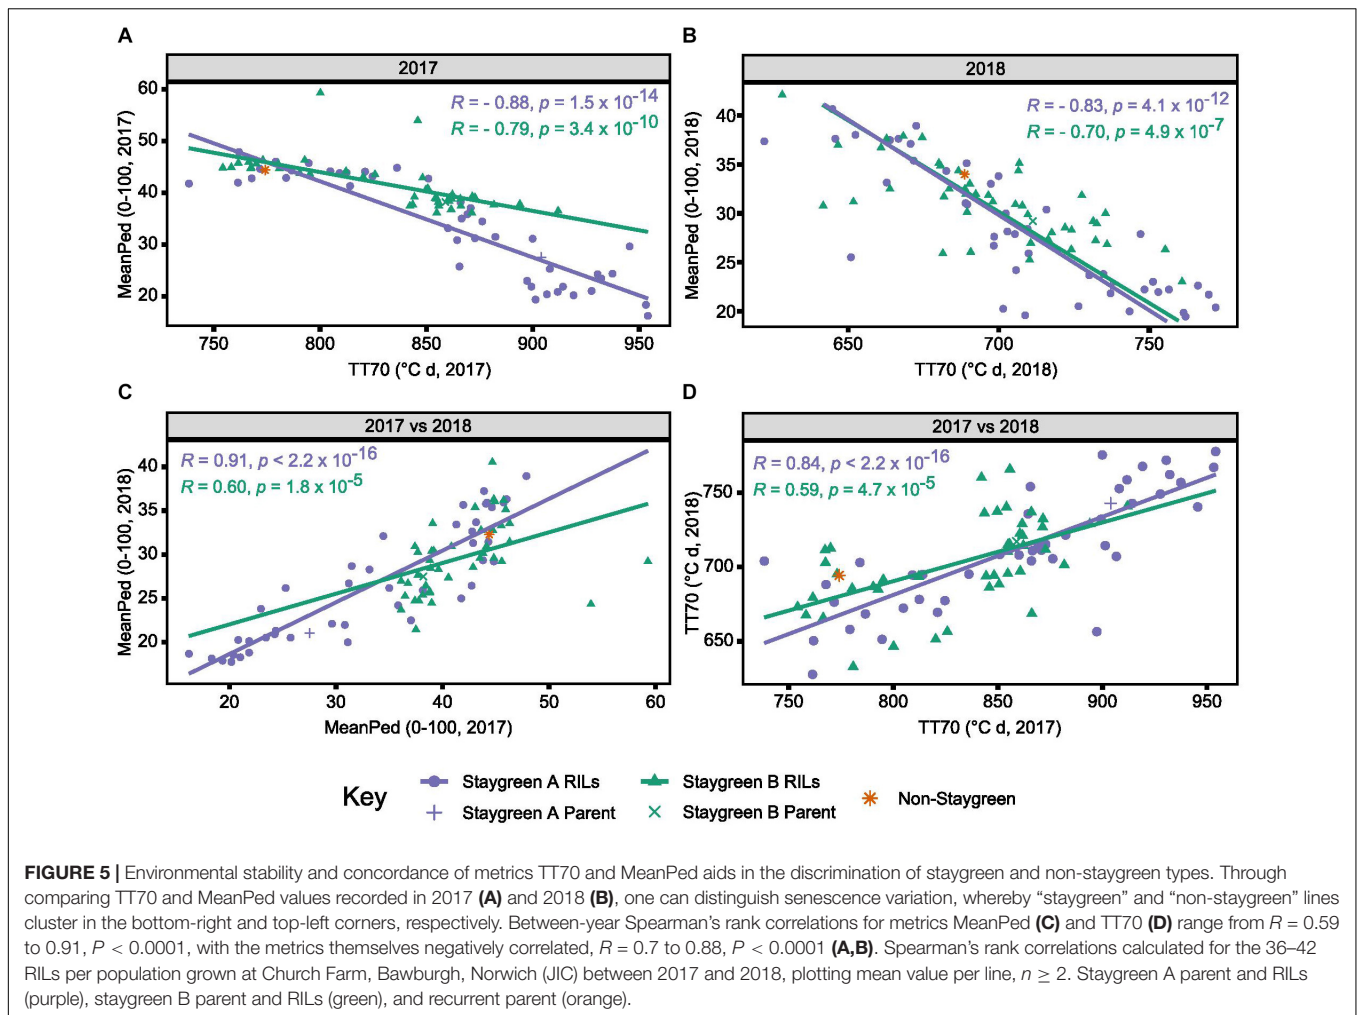 A
2017
R = - 0.88, p = 1.5 x 10-14
R = - 0.79, p = 3.4 x 10-10
MeanPed (0-100, 2017)
60
50
40
30
20
750 800 850 900 950
TT70 (°C d, 2017)
B
2018
R = - 0.83, p = 4.1 x 10-12
R = - 0.70, p = 4.9 x 10-7
MeanPed (0-100, 2018)
40
35
30
25
20
650 700 750
TT70 (°C d, 2018)
C
2017 vs 2018
R = 0.91, p < 2.2 x 10-16
R = 0.60, p = 1.8 x 10-5
MeanPed (0-100, 2018)
40
35
30
25
20
20 30 40 50 60
MeanPed (0-100, 2017)
D
2017 vs 2018
R = 0.84, p < 2.2 x 10-16
R = 0.59, p = 4.7 x 10-5
TT70 (°C d, 2018)
750
700
650
750 800 850 900 950
TT70 (°C d, 2017)
Key
Staygreen A RILs
Staygreen B RILs
Non-Staygreen
Staygreen A Parent
Staygreen B Parent
FIGURE 5 | Environmental stability and concordance of metrics TT70 and MeanPed aids in the discrimination of staygreen and non-staygreen types. Through
comparing TT70 and MeanPed values recorded in 2017 (A) and 2018 (B), one can distinguish senescence variation, whereby “staygreen” and “non-staygreen” lines
cluster in the bottom-right and top-left corners, respectively. Between-year Spearman’s rank correlations for metrics MeanPed (C) and TT70 (D) range from R = 0.59
to 0.91, P < 0.0001, with the metrics themselves negatively correlated, R = 0.7 to 0.88, P < 0.0001 (A,B). Spearman’s rank correlations calculated for the 36–42
RILs per population grown at Church Farm, Bawburgh, Norwich (JIC) between 2017 and 2018, plotting mean value per line, n ≥ 2. Staygreen A parent and RILs
(purple), staygreen B parent and RILs (green), and recurrent parent (orange).